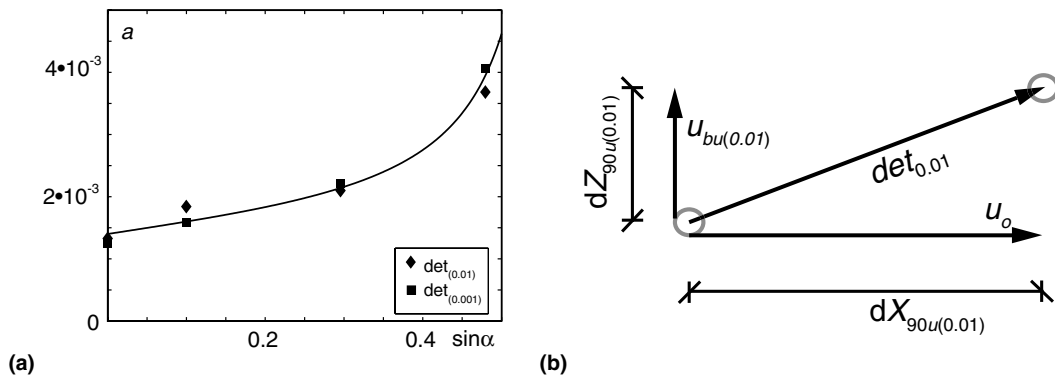 a
4•10-3
2•10-3
0
0.2
0.4
sinα
det(0.01)
det(0.001)
(a)
dZ90u(0.01)
ubu(0.01)
det0.01
uo
dX90u(0.01)
(b)